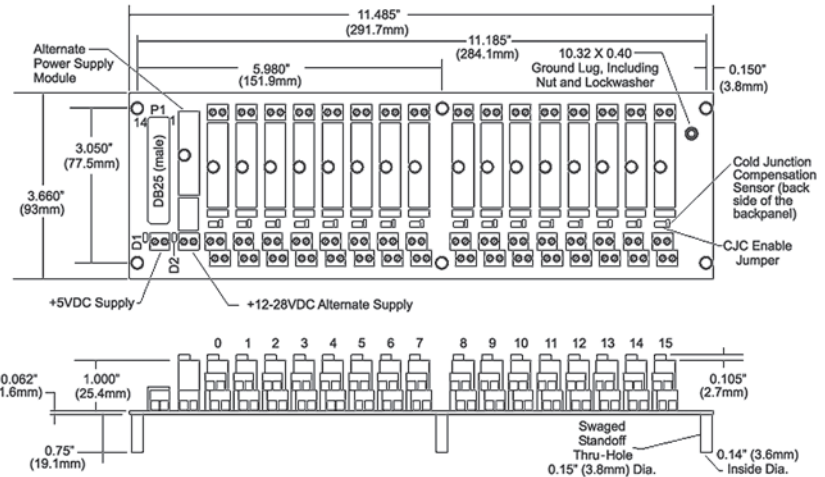 11.485"
(291.7mm)
11.185"
(284.1mm)
Alternate
Power Supply
Module
5.980"
(151.9mm)
10.32 X 0.40
Ground Lug, Including
Nut and Lockwasher
0.150"
(3.8mm)
P1
14
1
DB25 (male)
3.050"
(77.5mm)
3.660"
(93mm)
Cold Junction
Compensation
Sensor (back
side of the
backpanel)
CJC Enable
Jumper
D1
D2
+5VDC Supply
+12-28VDC Alternate Supply
0 1 2 3 4 5 6 7 8 9 10 11 12 13 14 15
0.062"
1.6mm)
1.000"
(25.4mm)
0.105"
(2.7mm)
0.75"
(19.1mm)
Swaged
Standoff
Thru-Hole
0.15" (3.8mm) Dia.
0.14" (3.6mm)
Inside Dia.